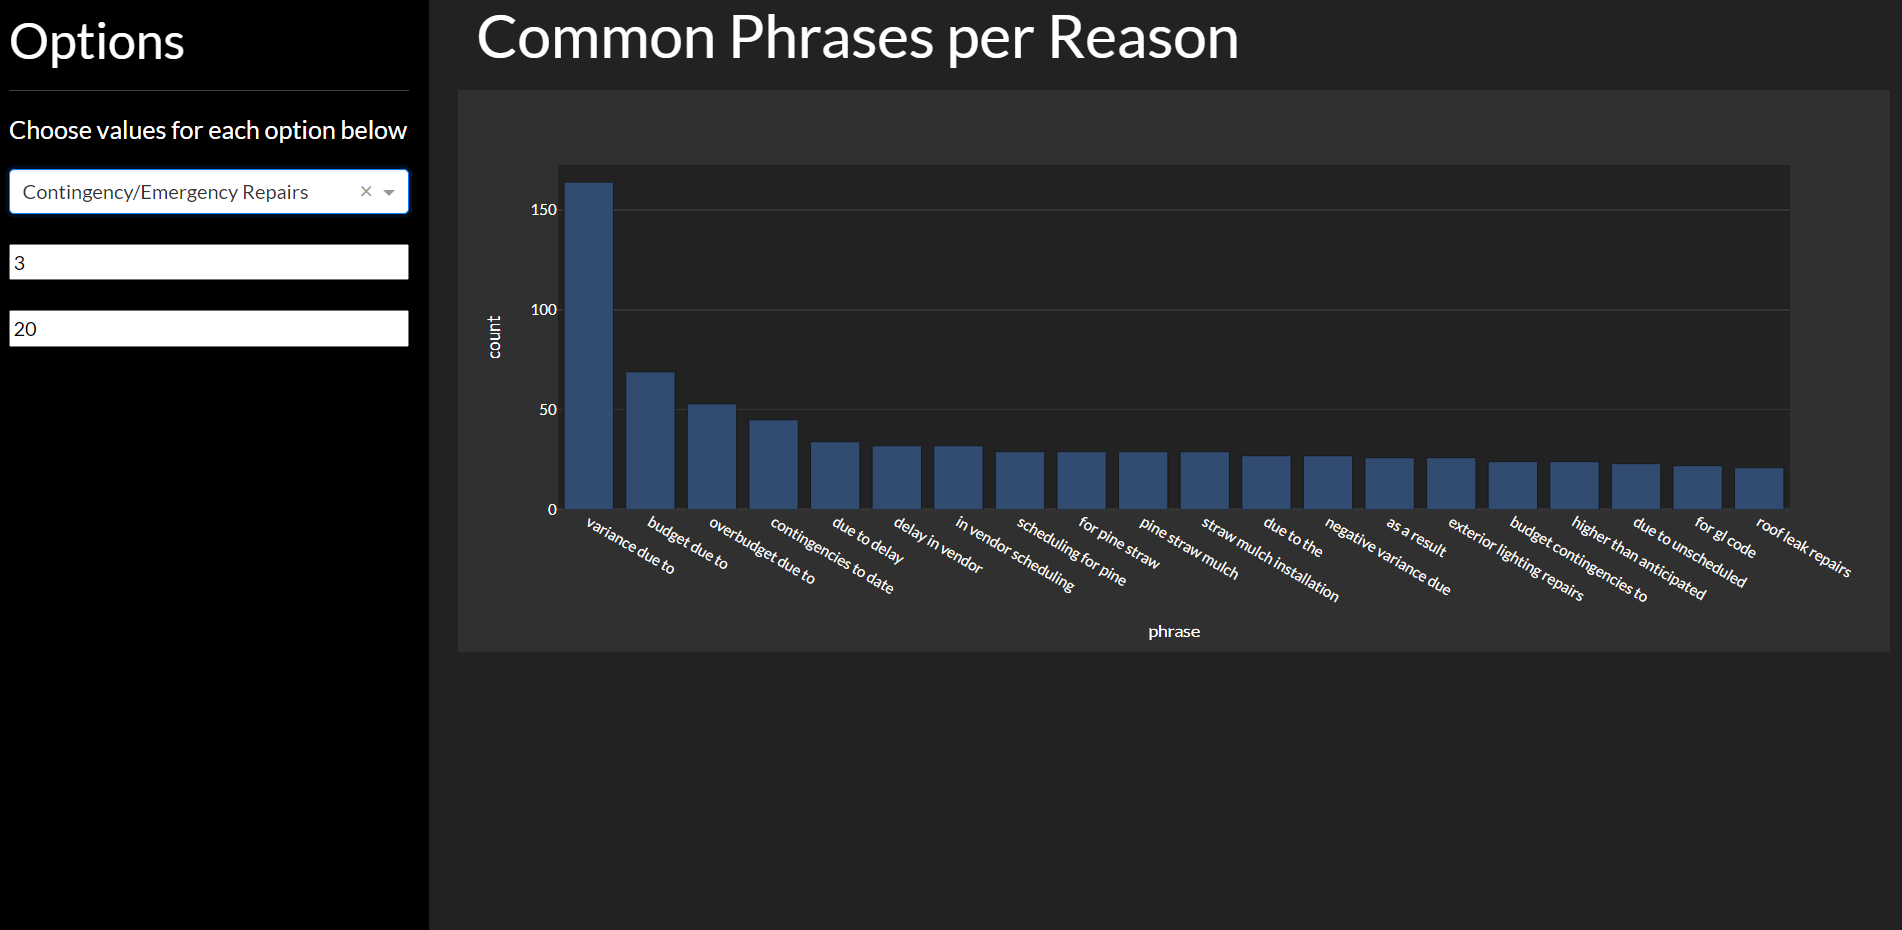 Options
Choose values for each option below
Contingency/Emergency Repairs
3
20
Common Phrases per Reason
150
100
50
0
count
variance due to
budget due to
overbudget due to
contingencies to date
due to delay
delay in vendor
in vendor scheduling
scheduling for pine
for pine straw
pine straw mulch
straw mulch installation
due to the
negative variance due
as a result
exterior lighting repairs
budget contingencies to
higher than anticipated
due to unscheduled
for gl code
roof leak repairs
phrase